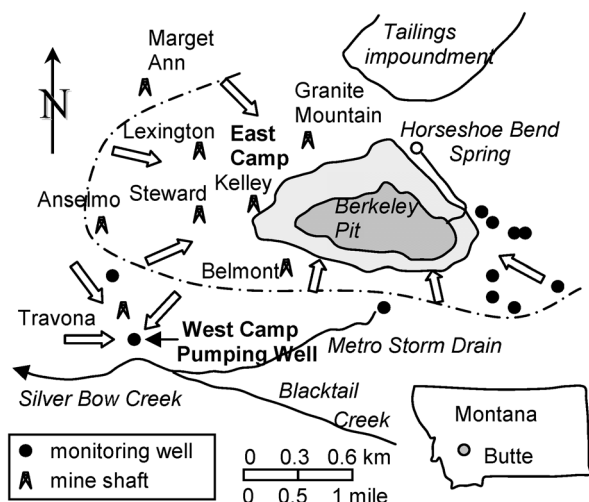 Marget
Ann
Tailings
impoundment
N
Granite
Mountain
Lexington
East
Camp
Horseshoe Bend
Spring
Anselmo
Steward
Kelley
Berkeley
Pit
Belmont
Travona
West Camp
Pumping Well
Metro Storm Drain
Silver Bow Creek
Blacktail
Creek
Montana
Butte
monitoring well
mine shaft
0 0.3 0.6 km
0 0.5 1 mile